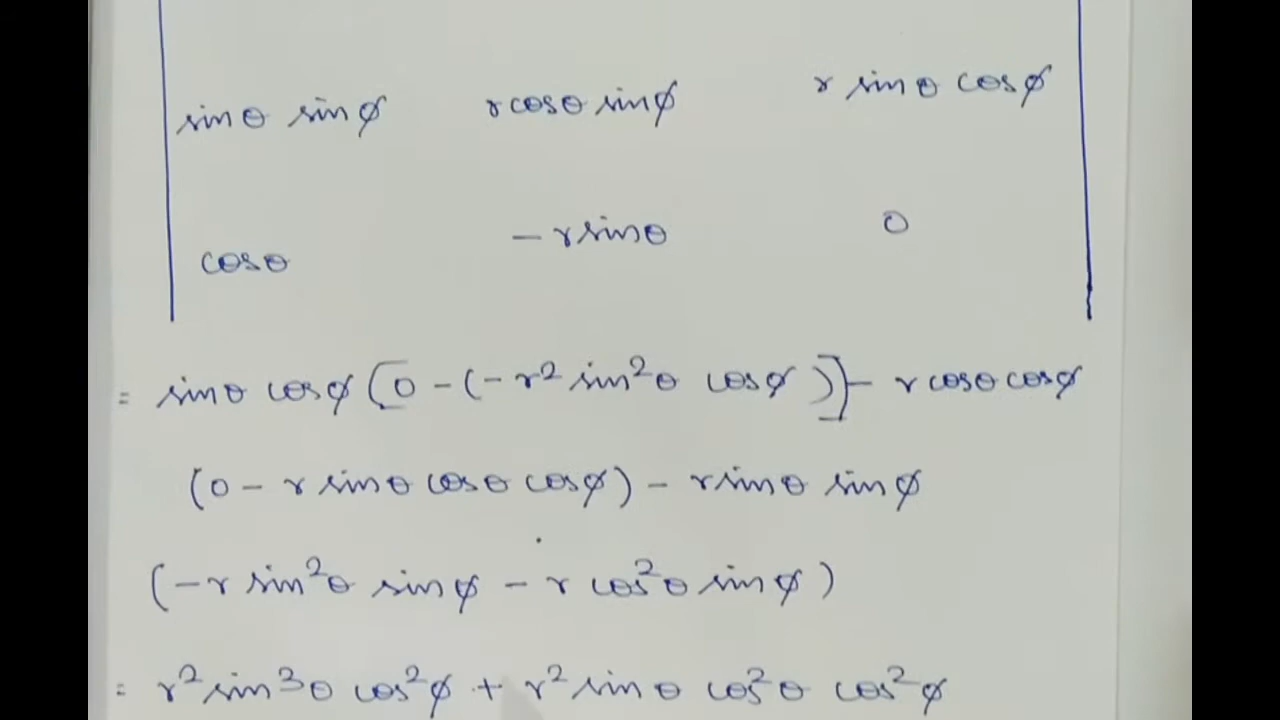 sinθ sinϕ r cosθ sinϕ r sinθ cosϕ
cosθ - r sinθ 0
= sinθ cosϕ [0 - (- r² sin²θ cosϕ)] - r cosθ cosϕ
(0 - r sinθ cosθ cosϕ) - r sinθ sinϕ
(- r sin²θ sinϕ - r cos²θ sinϕ)
= r² sin³θ cos²ϕ + r² sinθ cos²θ cos²ϕ